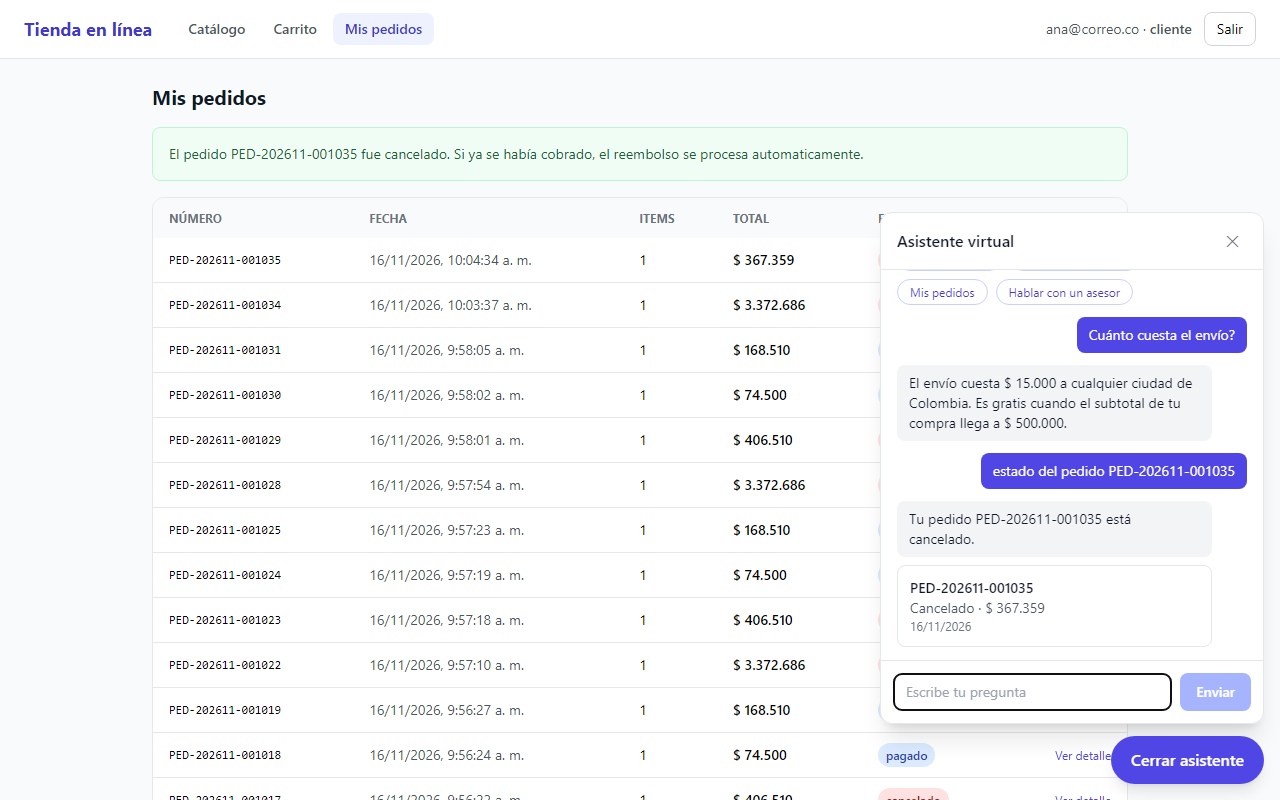 Tienda en línea
Catálogo
Carrito
Mis pedidos
ana@correo.co · cliente
Salir
Mis pedidos
El pedido PED-202611-001035 fue cancelado. Si ya se había cobrado, el reembolso se procesa automaticamente.
NÚMERO FECHA ITEMS TOTAL
PED-202611-001035 16/11/2026, 10:04:34 a. m. 1 $ 367.359
PED-202611-001034 16/11/2026, 10:03:37 a. m. 1 $ 3.372.686
PED-202611-001031 16/11/2026, 9:58:05 a. m. 1 $ 168.510
PED-202611-001030 16/11/2026, 9:58:02 a. m. 1 $ 74.500
PED-202611-001029 16/11/2026, 9:58:01 a. m. 1 $ 406.510
PED-202611-001028 16/11/2026, 9:57:54 a. m. 1 $ 3.372.686
PED-202611-001025 16/11/2026, 9:57:23 a. m. 1 $ 168.510
PED-202611-001024 16/11/2026, 9:57:19 a. m. 1 $ 74.500
PED-202611-001023 16/11/2026, 9:57:18 a. m. 1 $ 406.510
PED-202611-001022 16/11/2026, 9:57:10 a. m. 1 $ 3.372.686
PED-202611-001019 16/11/2026, 9:56:27 a. m. 1 $ 168.510
PED-202611-001018 16/11/2026, 9:56:24 a. m. 1 $ 74.500 pagado Ver detalle
Asistente virtual
Mis pedidos
Hablar con un asesor
Cuánto cuesta el envío?
El envío cuesta $ 15.000 a cualquier ciudad de
Colombia. Es gratis cuando el subtotal de tu
compra llega a $ 500.000.
estado del pedido PED-202611-001035
Tu pedido PED-202611-001035 está
cancelado.
PED-202611-001035
Cancelado · $ 367.359
16/11/2026
Escribe tu pregunta
Enviar
Cerrar asistente